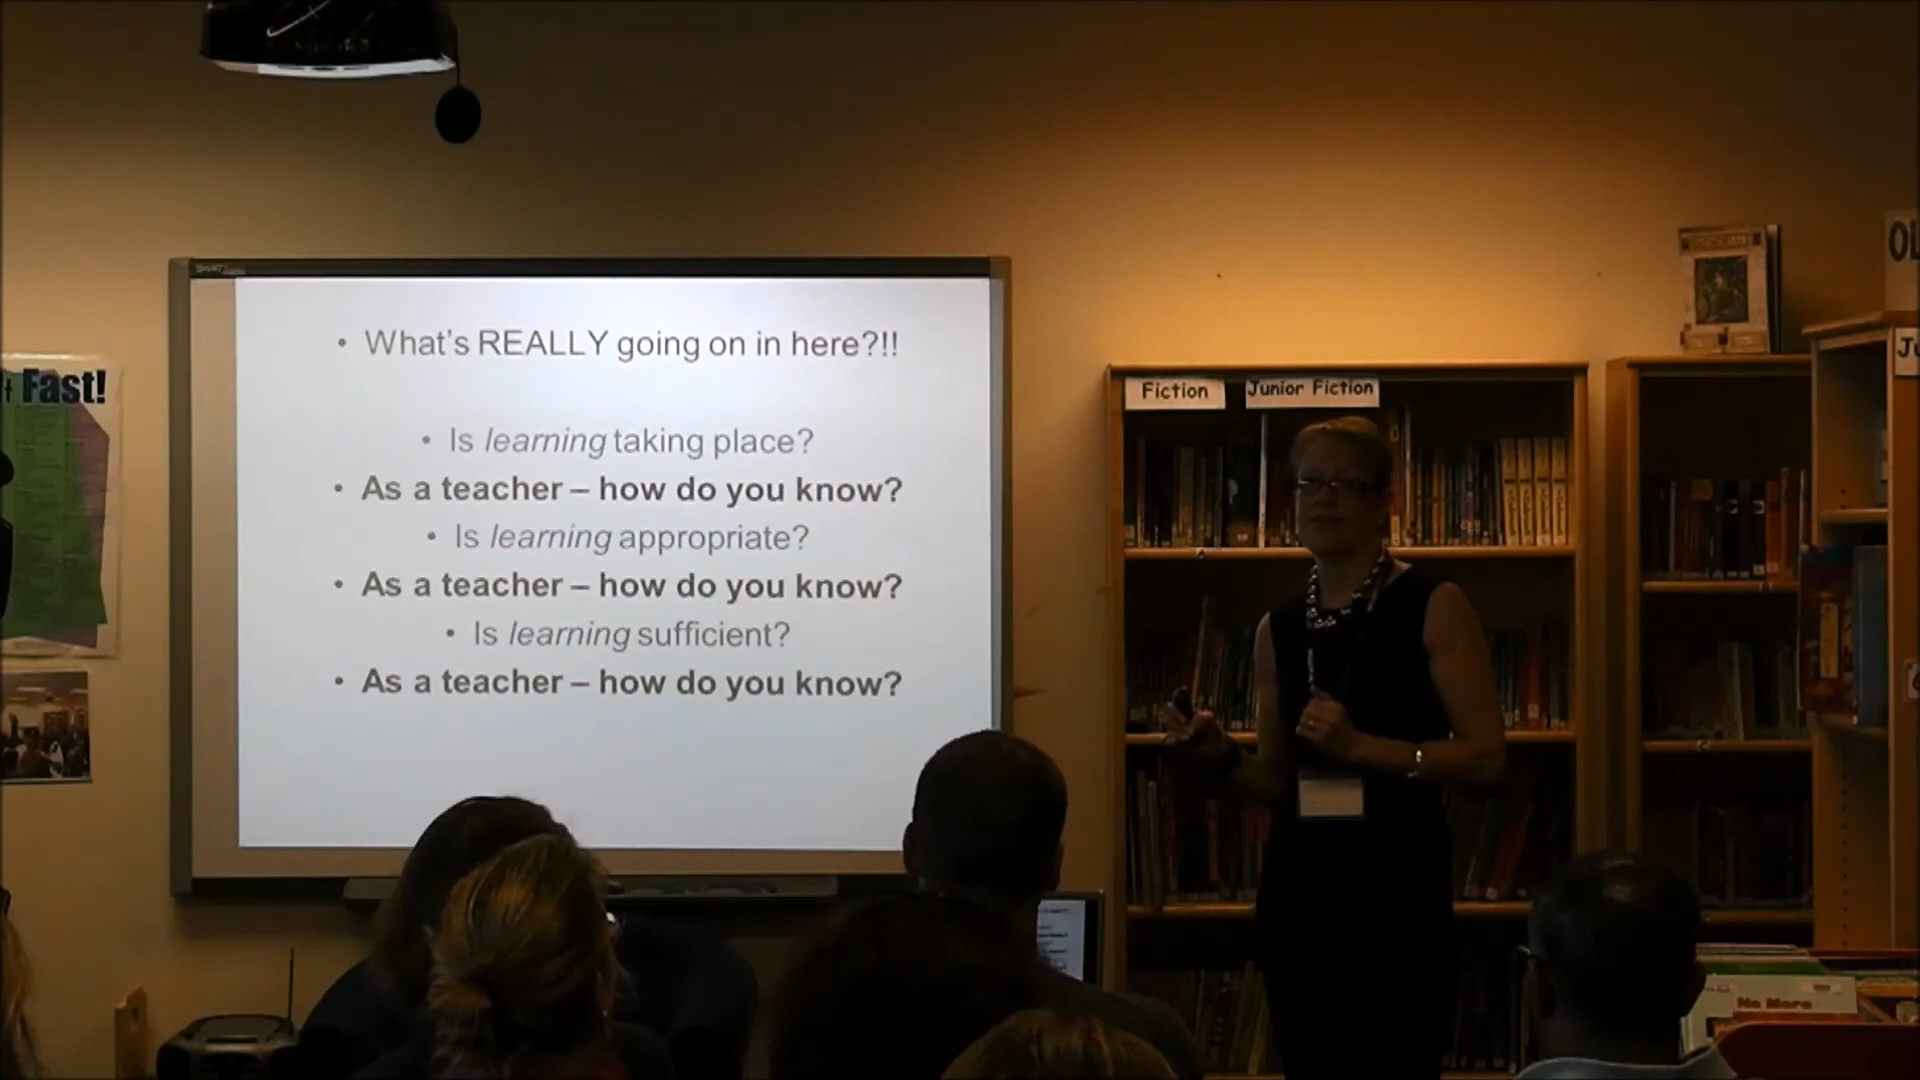 • What's REALLY going on in here?!!
• Is learning taking place?
• As a teacher – how do you know?
• Is learning appropriate?
• As a teacher – how do you know?
• Is learning sufficient?
• As a teacher – how do you know?
Fast!
Fiction
Junior Fiction
No More